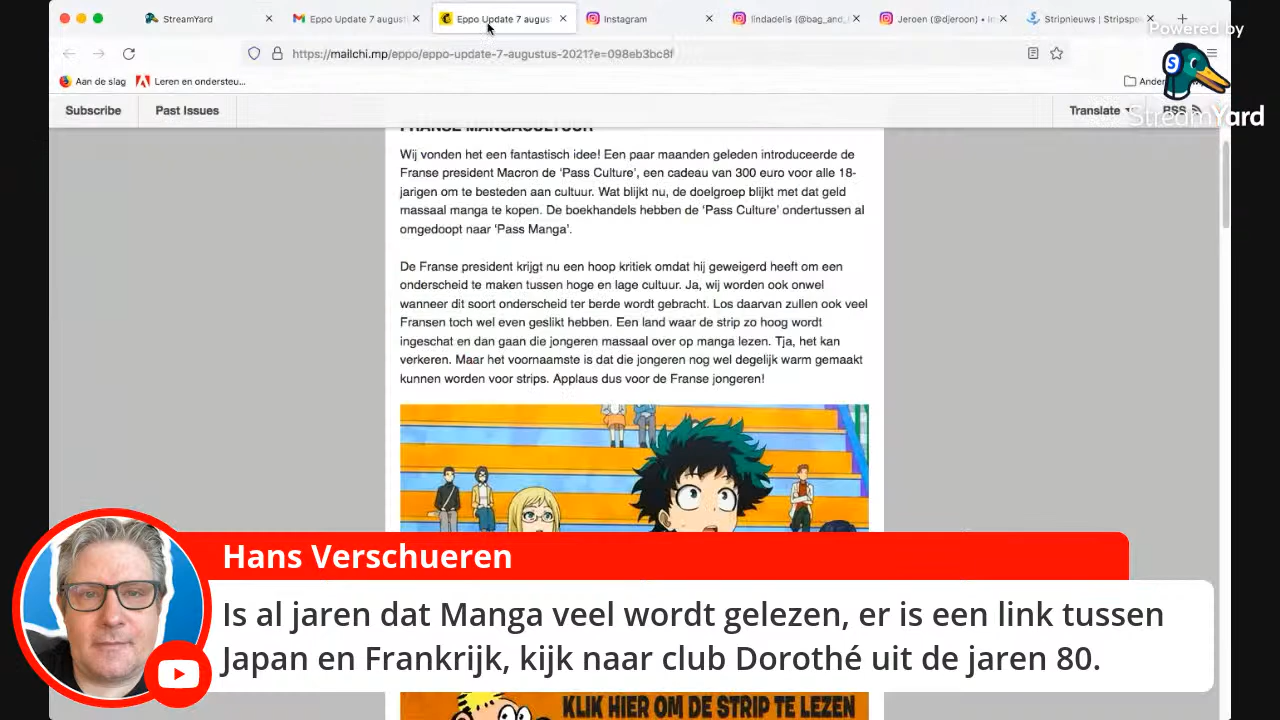 StreamYard
Eppo Update 7 august
Eppo Update 7 augus
Instagram
lindadelis (@bag_and_
Jeroen (@djeroon) • I
Stripnieuws | Stripspe
Powered by
https://mailchi.mp/eppo/eppo-update-7-augustus-2021?e=098eb3bc8f
Aan de slag
Leren en ondersteu...
Ander
Subscribe
Past Issues
Translate
RSS
StreamYard
FRANSE MANGACULTUUR
Wij vonden het een fantastisch idee! Een paar maanden geleden introduceerde de
Franse president Macron de ‘Pass Culture’, een cadeau van 300 euro voor alle 18-
jarigen om te besteden aan cultuur. Wat blijkt nu, de doelgroep blijkt met dat geld
massaal manga te kopen. De boekhandels hebben de ‘Pass Culture’ ondertussen al
omgedoopt naar ‘Pass Manga’.
De Franse president krijgt nu een hoop kritiek omdat hij geweigerd heeft om een
onderscheid te maken tussen hoge en lage cultuur. Ja, wij worden ook onwel
wanneer dit soort onderscheid ter berde wordt gebracht. Los daarvan zullen ook veel
Fransen toch wel even geslikt hebben. Een land waar de strip zo hoog wordt
ingeschat en dan gaan die jongeren massaal over op manga lezen. Tja, het kan
verkeren. Maar het voornaamste is dat die jongeren nog wel degelijk warm gemaakt
kunnen worden voor strips. Applaus dus voor de Franse jongeren!
Hans Verschueren
Is al jaren dat Manga veel wordt gelezen, er is een link tussen
Japan en Frankrijk, kijk naar club Dorothé uit de jaren 80.
KLIK HIER OM DE STRIP TE LEZEN